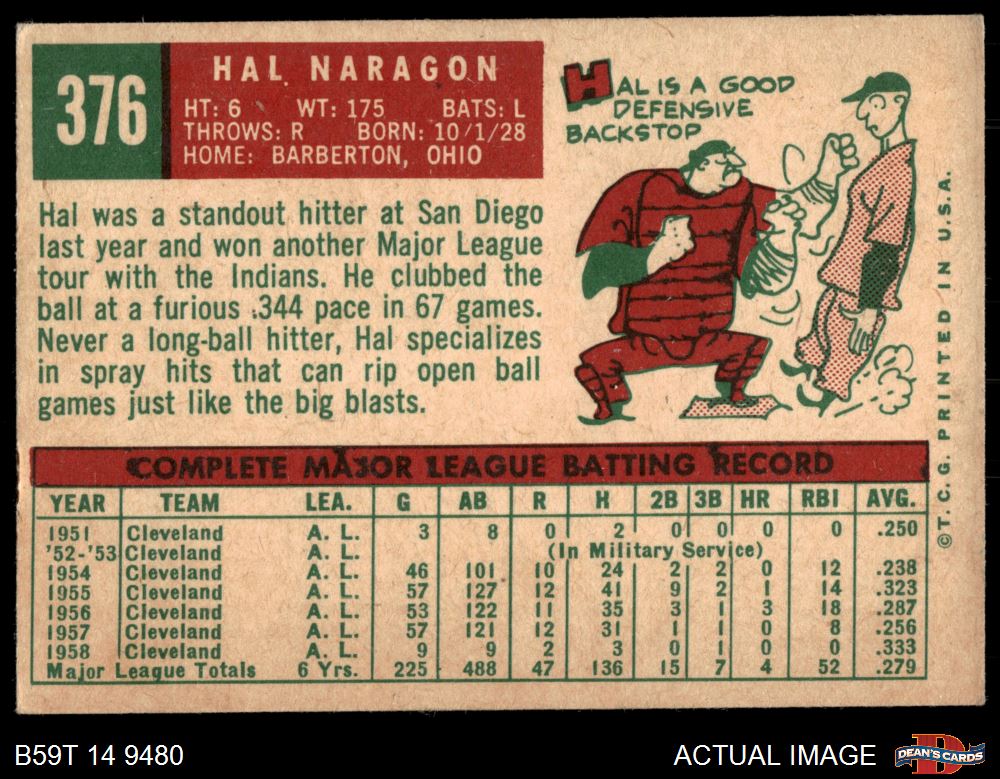 376
HAL NARAGON
HT: 6 WT: 175 BATS: L
THROWS: R BORN: 10/1/28
HOME: BARBERTON, OHIO
HAL IS A GOOD
DEFENSIVE
BACKSTOP
Hal was a standout hitter at San Diego
last year and won another Major League
tour with the Indians. He clubbed the
ball at a furious .344 pace in 67 games.
Never a long-ball hitter, Hal specializes
in spray hits that can rip open ball
games just like the big blasts.
COMPLETE MAJOR LEAGUE BATTING RECORD
YEAR TEAM LEA. G AB R H 2B 3B HR RBI AVG.
1951 Cleveland A. L. 3 8 0 2 0 0 0 0 .250
'52-'53 Cleveland A. L. (In Military Service)
1954 Cleveland A. L. 46 101 10 24 2 2 0 12 .238
1955 Cleveland A. L. 57 127 12 41 9 2 1 14 .323
1956 Cleveland A. L. 53 122 11 35 3 1 3 18 .287
1957 Cleveland A. L. 57 121 12 31 1 1 0 8 .256
1958 Cleveland A. L. 9 9 2 3 0 1 0 0 .333
Major League Totals 6 Yrs. 225 488 47 136 15 7 4 52 .279
©T. C. G. PRINTED IN U.S.A.
B59T 14 9480
ACTUAL IMAGE
D
DEAN'S CARDS